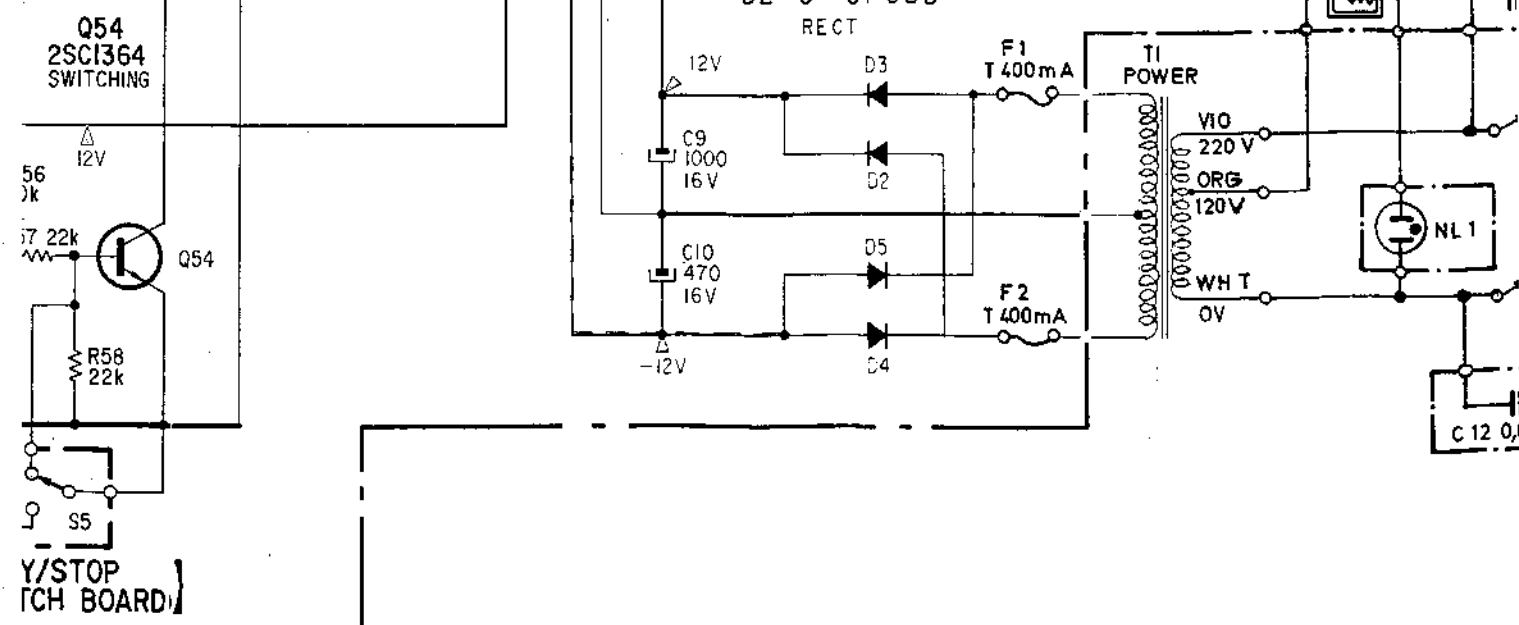 Q54
2SC1364
SWITCHING
12V
22k
Q54
R58
22k
S5
Y/STOP
TCH BOARD】
RECT
12V
D3
C9
1000
16V
D2
C10
470
16V
D5
-12V
D4
F1
T 400mA
F2
T 400mA
T1
POWER
VIO
220 V
ORG
120V
WHT
0V
NL 1
C 12 0,